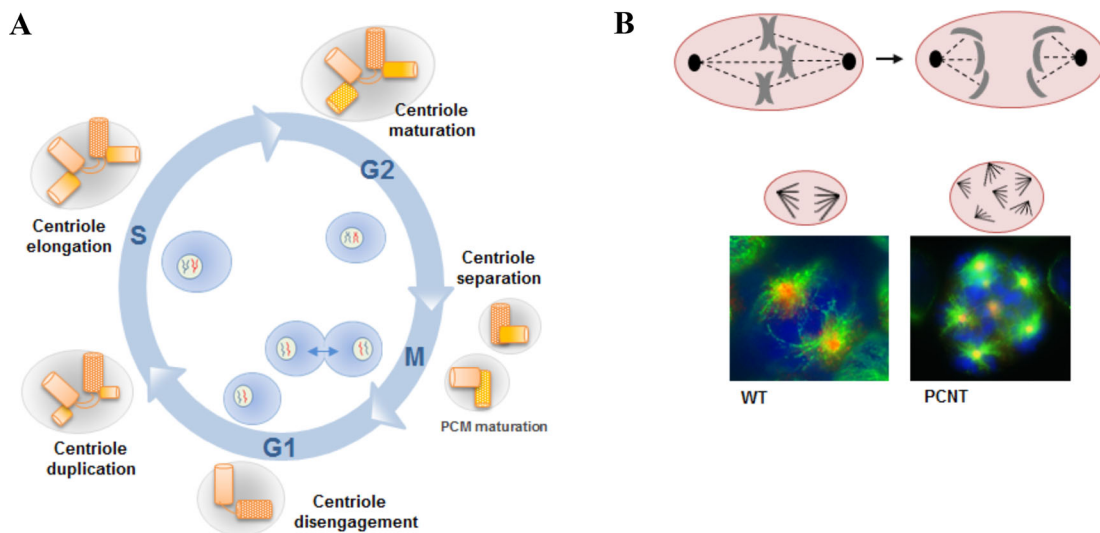 A
Centriole
maturation
G2
Centriole
elongation
S
Centriole
separation
M
PCM maturation
Centriole
duplication
G1
Centriole
disengagement
B
WT
PCNT